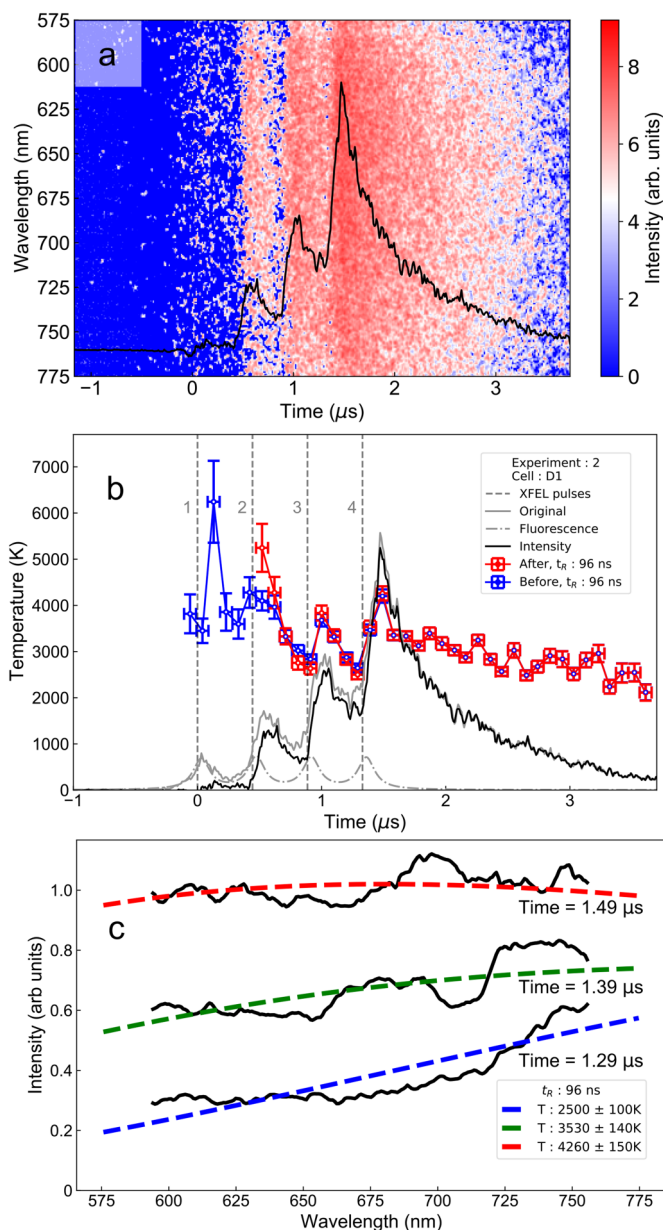 a
575
600
625
650
675
700
725
750
775
Wavelength (nm)
-1
0
1
2
3
Time (μs)
8
6
4
2
0
Intensity (arb. units)
b
7000
6000
5000
4000
3000
2000
1000
0
Temperature (K)
1
2
3
4
Experiment : 2
Cell : D1
XFEL pulses
Original
Fluorescence
Intensity
After, tR : 96 ns
Before, tR : 96 ns
-1
0
1
2
3
Time (μs)
c
1.0
0.8
0.6
0.4
0.2
0
Intensity (arb units)
Time = 1.49 μs
Time = 1.39 μs
Time = 1.29 μs
tR : 96 ns
T : 2500 ± 100K
T : 3530 ± 140K
T : 4260 ± 150K
575
600
625
650
675
700
725
750
775
Wavelength (nm)